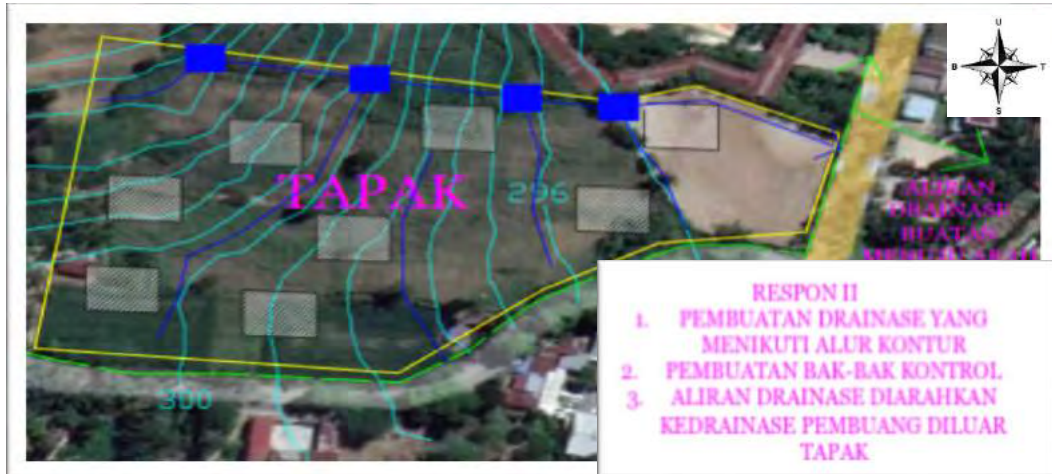 U
B T
S
TAPAK
296
300
ALIRAN
DRAINASE
BUATAN
RESPON II
1. PEMBUATAN DRAINASE YANG
MENIKUTI ALUR KONTUR
2. PEMBUATAN BAK-BAK KONTROL
3. ALIRAN DRAINASE DIARAHKAN
KEDRAINASE PEMBUANG DILUAR
TAPAK